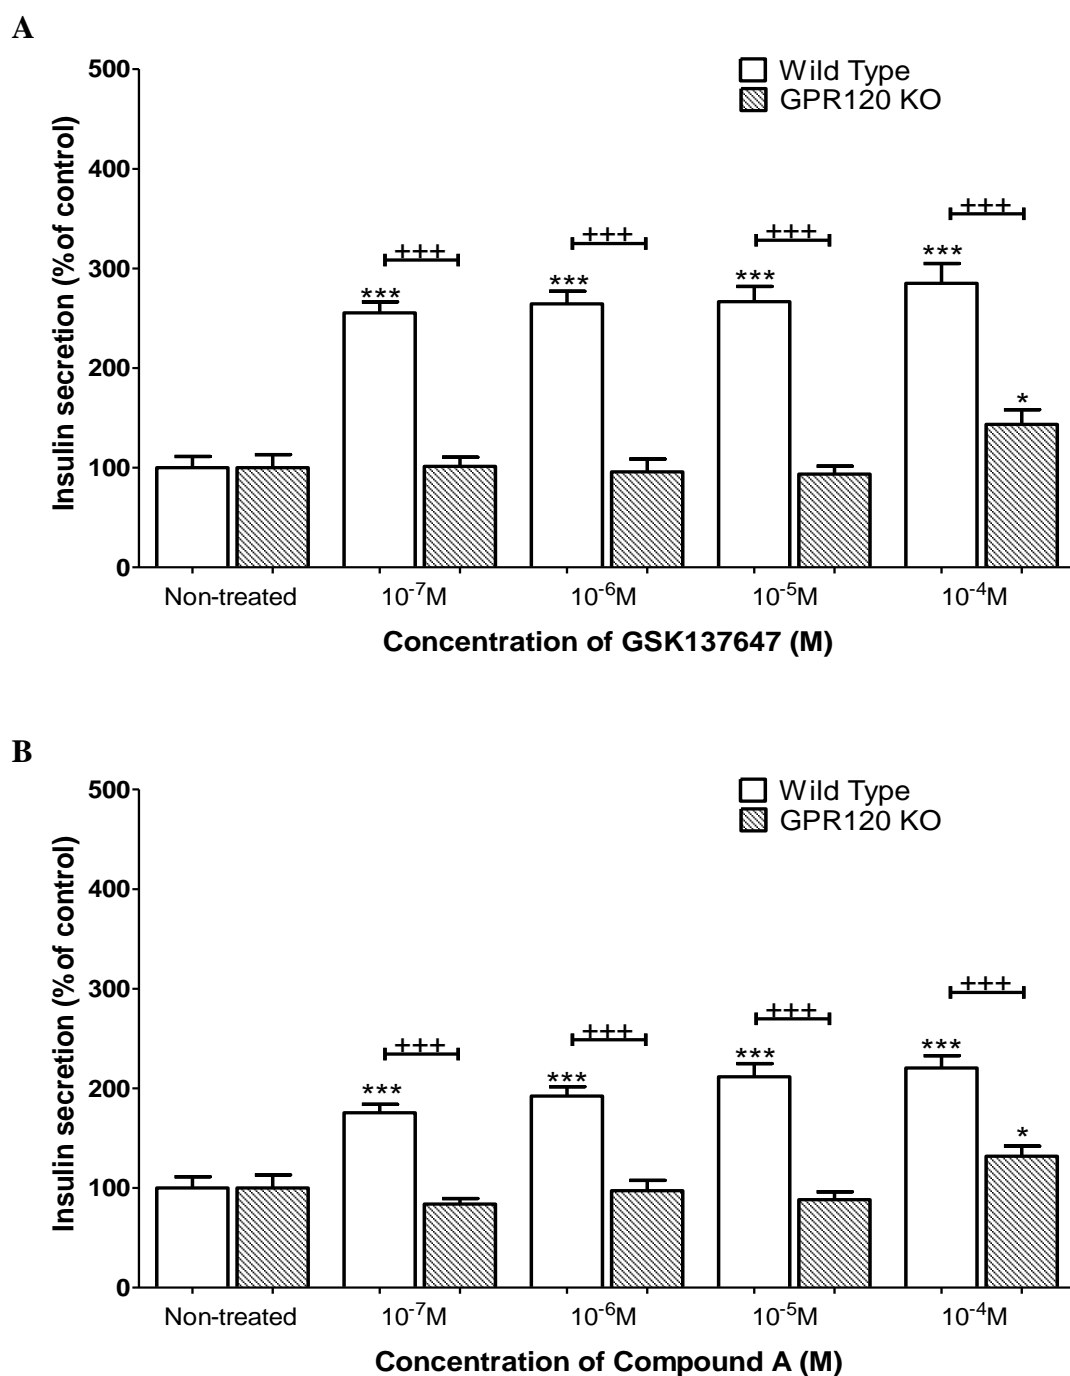 A
500
400
300
200
100
0
Insulin secretion (% of control)
Wild Type
GPR120 KO
*** +++
*** +++
*** +++
*** +++
*
Non-treated 10⁻⁷M 10⁻⁶M 10⁻⁵M 10⁻⁴M
Concentration of GSK137647 (M)
B
500
400
300
200
100
0
Insulin secretion (% of control)
Wild Type
GPR120 KO
*** +++
*** +++
*** +++
*** +++
*
Non-treated 10⁻⁷M 10⁻⁶M 10⁻⁵M 10⁻⁴M
Concentration of Compound A (M)